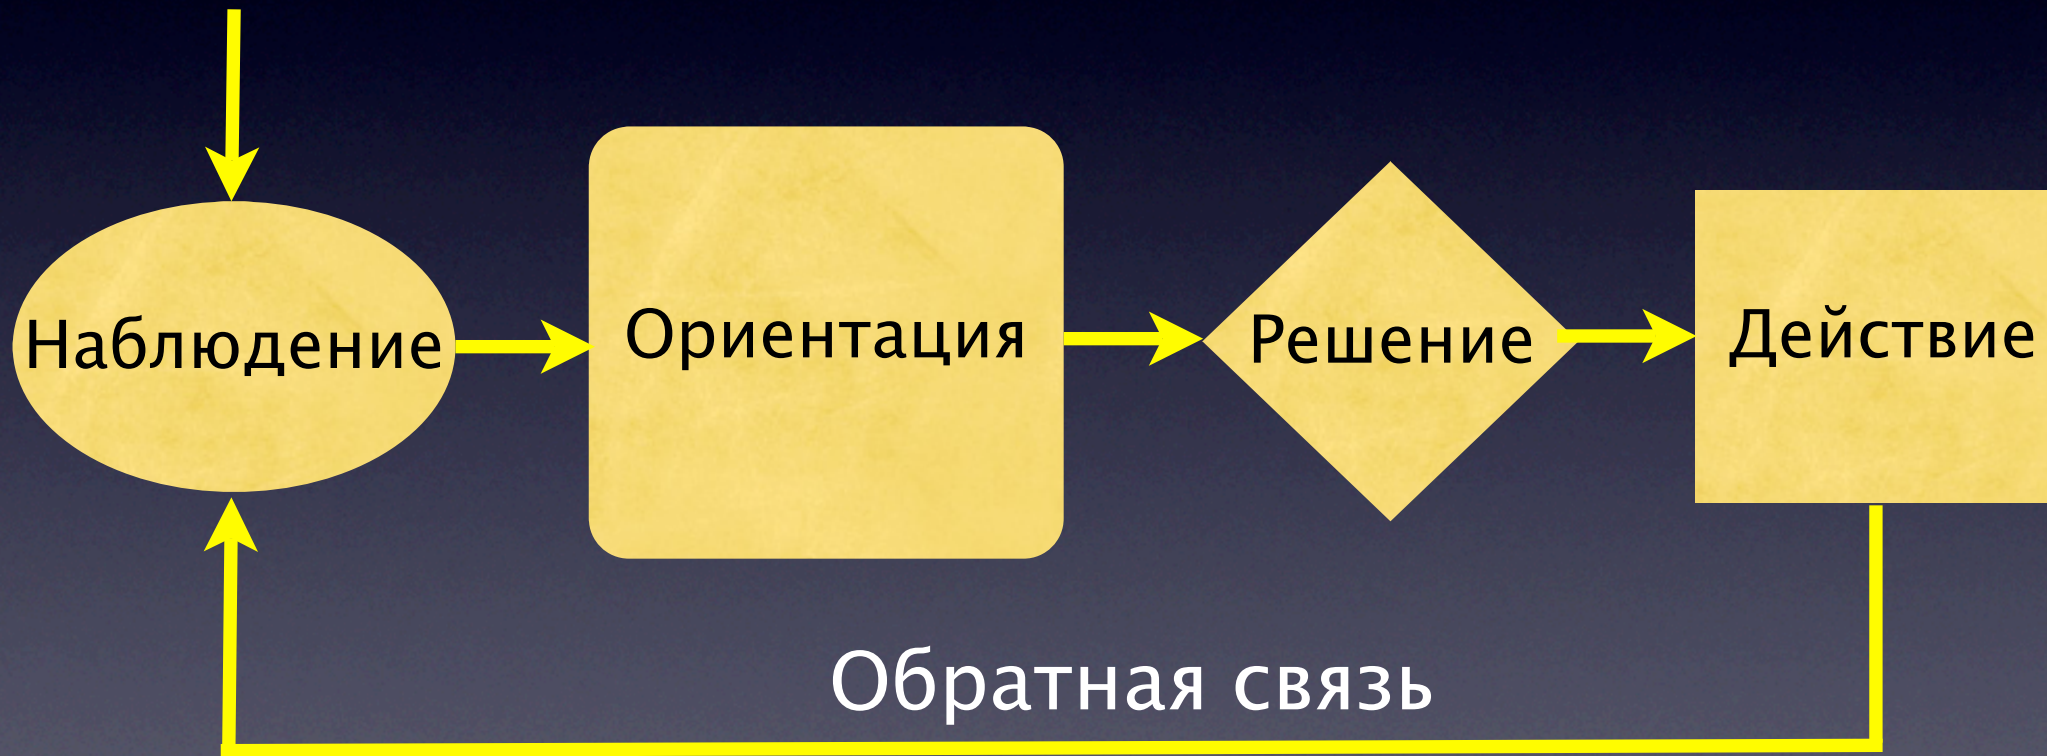 Наблюдение
Ориентация
Решение
Действие
Обратная связь